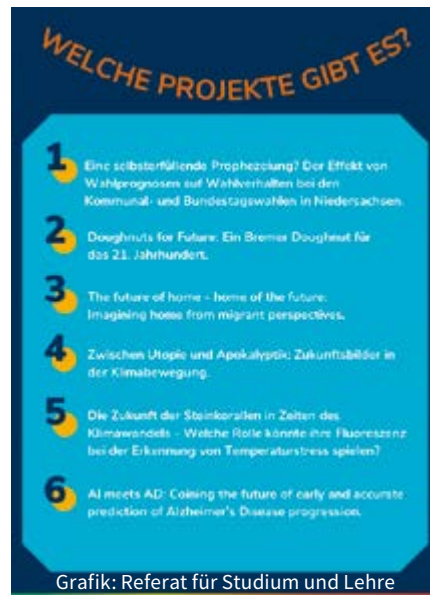 WELCHE PROJEKTE GIBT ES?
1
Eine selbsterfüllende Prophezeiung? Der Effekt von
Wahlprognosen auf Wahlverhalten bei den
Kommunal- und Bundestagswahlen in Niedersachsen.
2
Doughnuts for Future: Ein Bremer Doughnut für
das 21. Jahrhundert.
3
The future of home – home of the future:
Imagining home from migrant perspectives.
4
Zwischen Utopie und Apokalyptik: Zukunftsbilder in
der Klimabewegung.
5
Die Zukunft der Steinkorallen in Zeiten des
Klimawandels – Welche Rolle könnte ihre Fluoreszenz
bei der Erkennung von Temperaturstress spielen?
6
AI meets AD: Coining the future of early and accurate
prediction of Alzheimer's Disease progression.
Grafik: Referat für Studium und Lehre